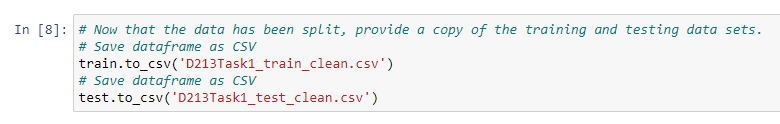 In [8]: # Now that the data has been split, provide a copy of the training and testing data sets.
# Save dataframe as CSV
train.to_csv('D213Task1_train_clean.csv')
# Save dataframe as CSV
test.to_csv('D213Task1_test_clean.csv')